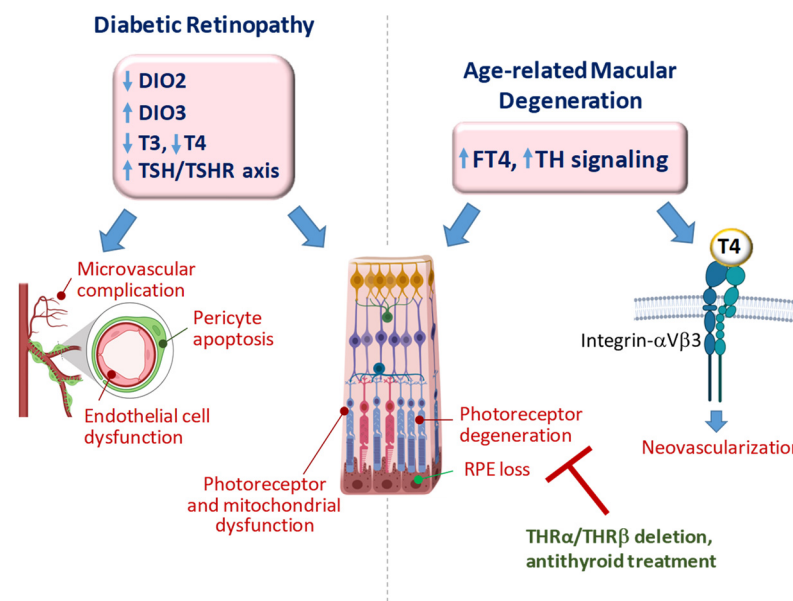 Diabetic Retinopathy
↓ DIO2
↑ DIO3
↓ T3, ↓ T4
↑ TSH/TSHR axis
Microvascular
complication
Pericyte
apoptosis
Endothelial cell
dysfunction
Photoreceptor
and mitochondrial
dysfunction
Age-related Macular
Degeneration
↑ FT4, ↑ TH signaling
T4
Integrin-αVβ3
Neovascularization
Photoreceptor
degeneration
RPE loss
THRα/THRβ deletion,
antithyroid treatment